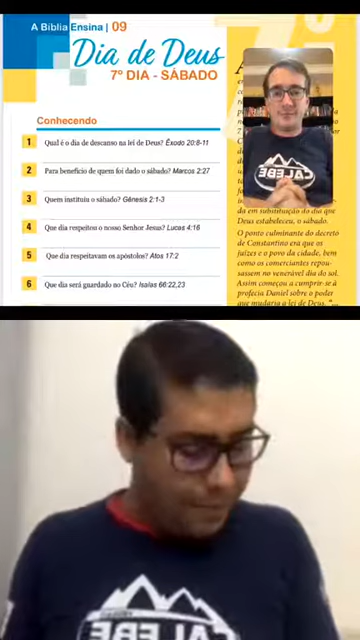 A Bíblia Ensina | 09
Dia de Deus
7º DIA - SÁBADO
Conhecendo
1 Qual é o dia de descanso na lei de Deus? Êxodo 20:8-11
2 Para benefício de quem foi dado o sábado? Marcos 2:27
3 Quem instituiu o sábado? Gênesis 2:1-3
4 Que dia respeitou o nosso Senhor Jesus? Lucas 4:16
5 Que dia respeitavam os apóstolos? Atos 17:2
6 Que dia será guardado no Céu? Isaías 66:22,23
em substituição ao dia que
Deus estabeleceu, o sábado.
O ponto culminante do decreto
de Constantino era que os
juízes e o povo da cidade, bem
como os comerciantes repou-
sassem no venerável dia do sol.
Assim começou a cumprir-se a
profecia Daniel sobre o poder
que mudaria a lei de Deus. "...
CALEBE
CALEBE